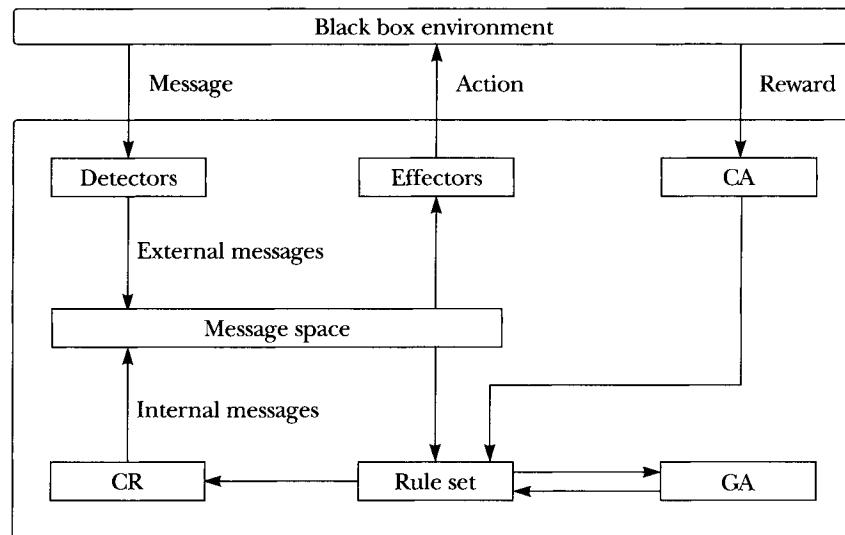 Black box environment
Message
Action
Reward
Detectors
Effectors
CA
External messages
Message space
Internal messages
CR
Rule set
GA